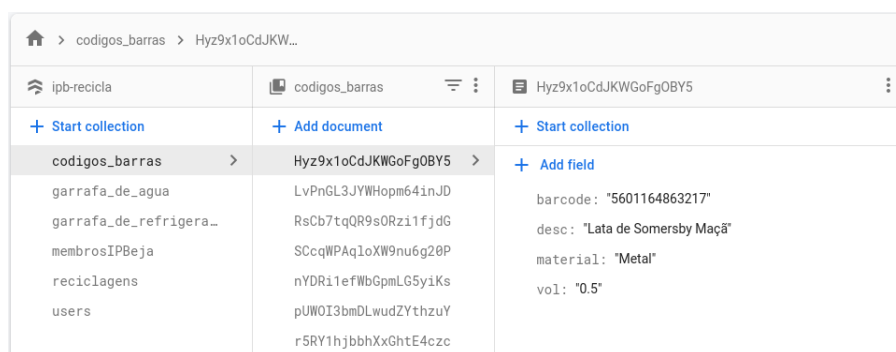 codigos_barras Hyz9x1oCdJKW…
ipb-recicla
Start collection
codigos_barras
garrafa_de_agua
garrafa_de_refrigera…
membrosIPBeja
reciclagens
users
codigos_barras
Add document
Hyz9x1oCdJKWGoFgOBY5
LvPnGL3JYWHopm64inJD
RsCb7tqQR9sORzi1fjdG
SCcqWPAqloXW9nu6g20P
nYDRi1efWbGpmLG5yiKs
pUWOI3bmDLwudZYthzuY
r5RY1hjbbhXxGhtE4czc
Hyz9x1oCdJKWGoFgOBY5
Start collection
Add field
barcode: "5601164863217"
desc: "Lata de Somersby Maçã"
material: "Metal"
vol: "0.5"